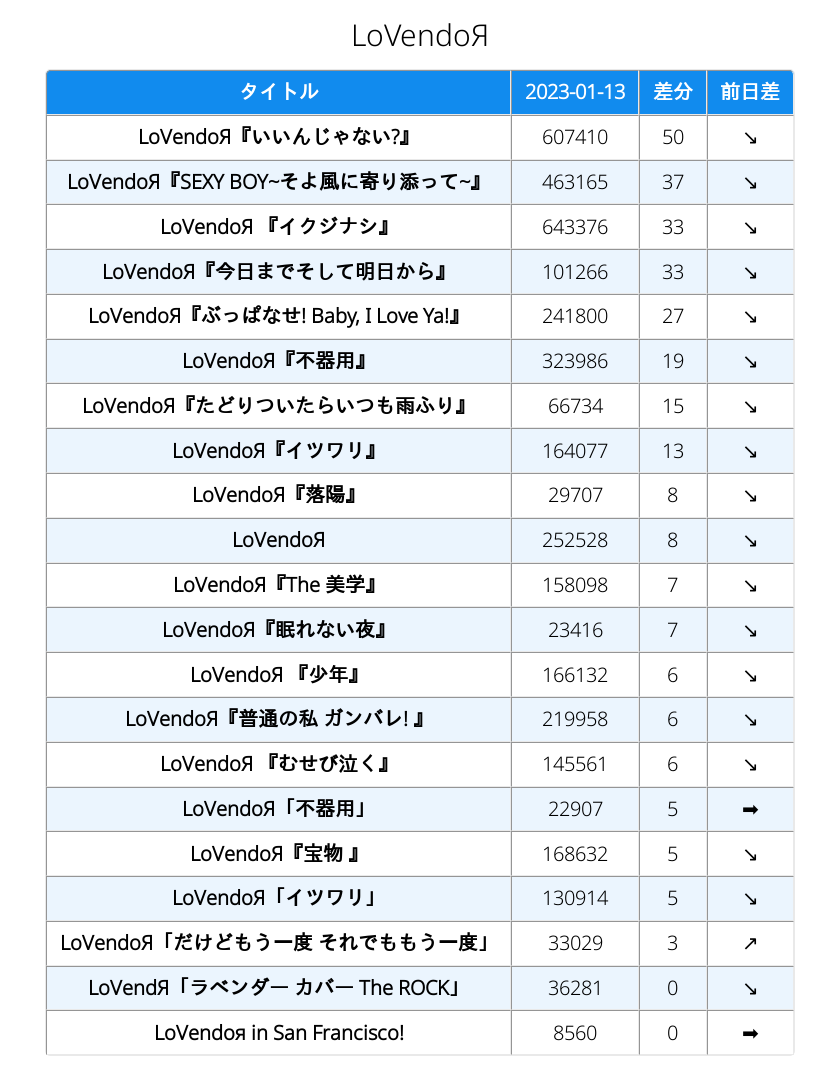 LoVendoЯ
タイトル 2023-01-13 差分 前日差
LoVendoЯ『いいんじゃない?』 607410 50 ↘
LoVendoЯ『SEXY BOY~そよ風に寄り添って~』 463165 37 ↘
LoVendoЯ 『イクジナシ』 643376 33 ↘
LoVendoЯ『今日までそして明日から』 101266 33 ↘
LoVendoЯ『ぶっぱなせ! Baby, I Love Ya!』 241800 27 ↘
LoVendoЯ『不器用』 323986 19 ↘
LoVendoЯ『たどりついたらいつも雨ふり』 66734 15 ↘
LoVendoЯ『イツワリ』 164077 13 ↘
LoVendoЯ『落陽』 29707 8 ↘
LoVendoЯ 252528 8 ↘
LoVendoЯ『The 美学』 158098 7 ↘
LoVendoЯ『眠れない夜』 23416 7 ↘
LoVendoЯ 『少年』 166132 6 ↘
LoVendoЯ『普通の私 ガンバレ! 』 219958 6 ↘
LoVendoЯ 『むせび泣く』 145561 6 ↘
LoVendoЯ「不器用」 22907 5 ➡
LoVendoЯ『宝物 』 168632 5 ↘
LoVendoЯ「イツワリ」 130914 5 ↘
LoVendoЯ「だけどもう一度 それでももう一度」 33029 3 ↗
LoVendЯ「ラベンダー カバー The ROCK」 36281 0 ↘
LoVendoя in San Francisco! 8560 0 ➡